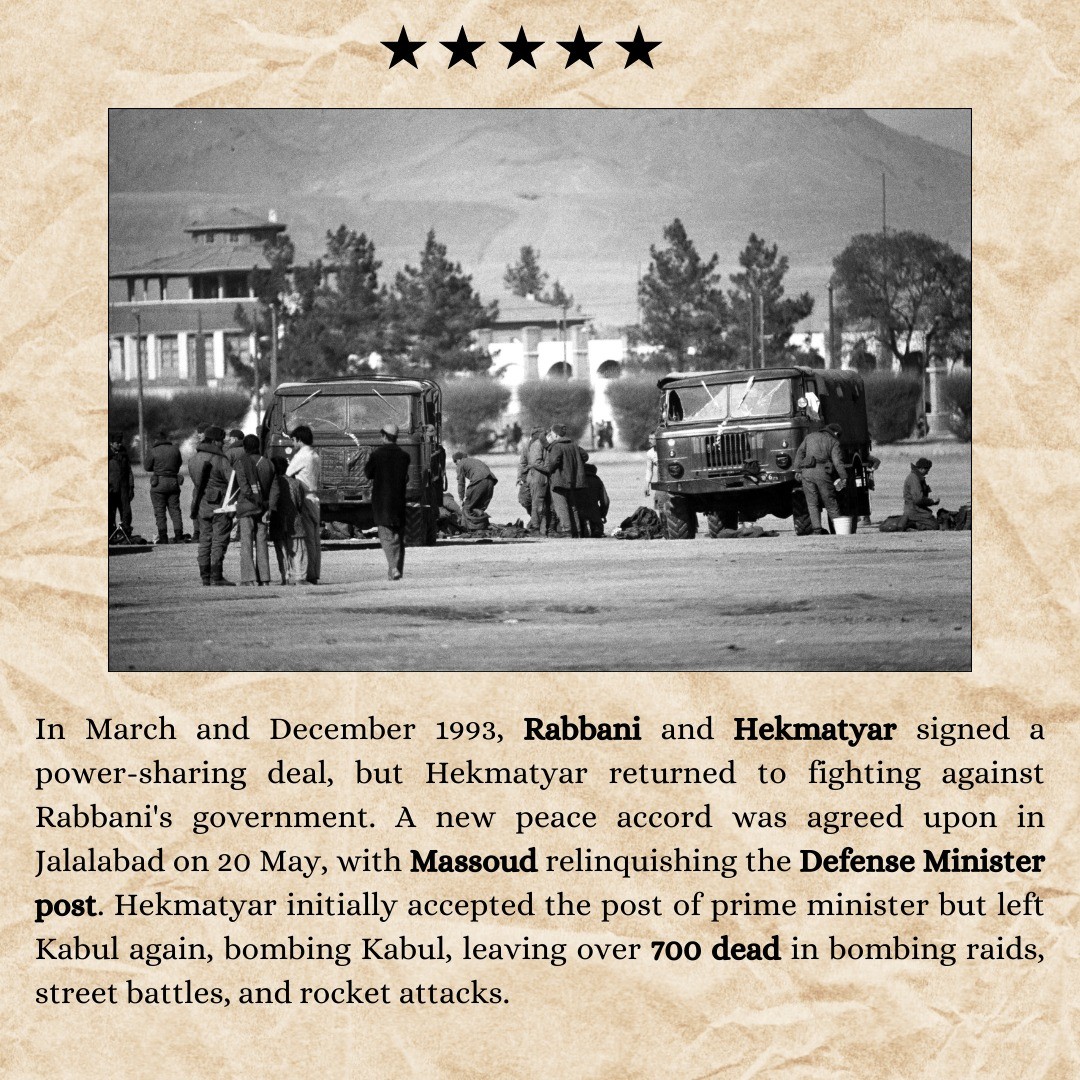 In March and December 1993, Rabbani and Hekmatyar signed a
power-sharing deal, but Hekmatyar returned to fighting against
Rabbani's government. A new peace accord was agreed upon in
Jalalabad on 20 May, with Massoud relinquishing the Defense Minister
post. Hekmatyar initially accepted the post of prime minister but left
Kabul again, bombing Kabul, leaving over 700 dead in bombing raids,
street battles, and rocket attacks.